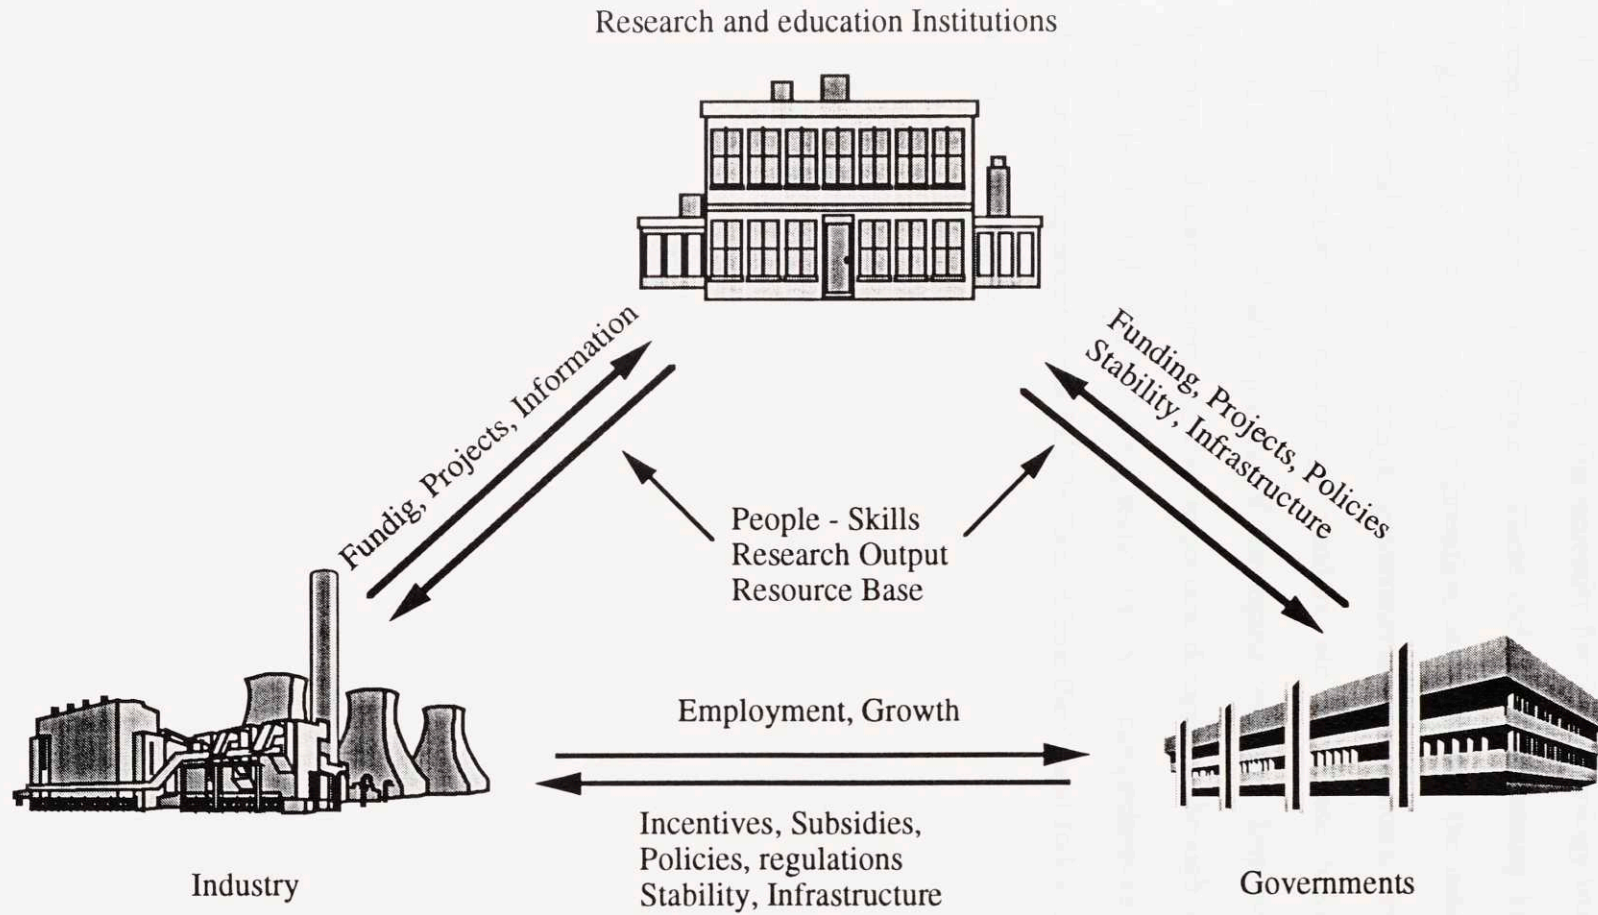 Research and education Institutions
Fundig, Projects, Information
Funding, Projects, Policies
Stability, Infrastructure
People - Skills
Research Output
Resource Base
Employment, Growth
Incentives, Subsidies,
Policies, regulations
Stability, Infrastructure
Industry
Governments